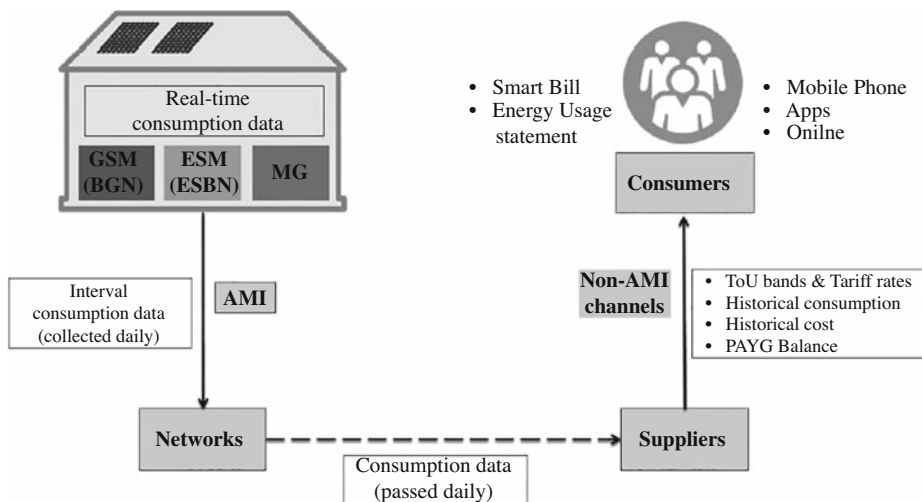 Real-time
consumption data
GSM
(BGN)
ESM
(ESBN)
MG
• Smart Bill
• Energy Usage
statement
• Mobile Phone
• Apps
• Onilne
Consumers
Interval
consumption data
(collected daily)
AMI
Non-AMI
channels
• ToU bands & Tariff rates
• Historical consumption
• Historical cost
• PAYG Balance
Networks
Suppliers
Consumption data
(passed daily)